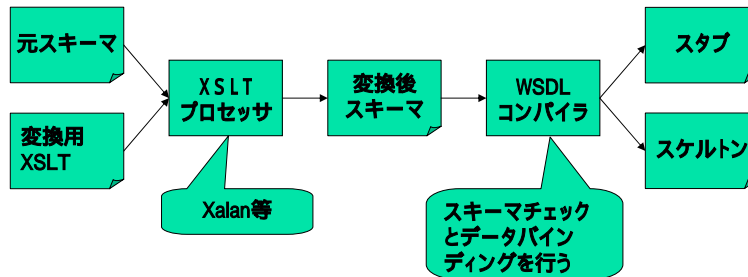 元スキーマ
変換用
XSLT
XSLT
プロセッサ
Xalan等
変換後
スキーマ
WSDL
コンパイラ
スキーマチェック
とデータバイン
ディングを行う
スタブ
スケルトン